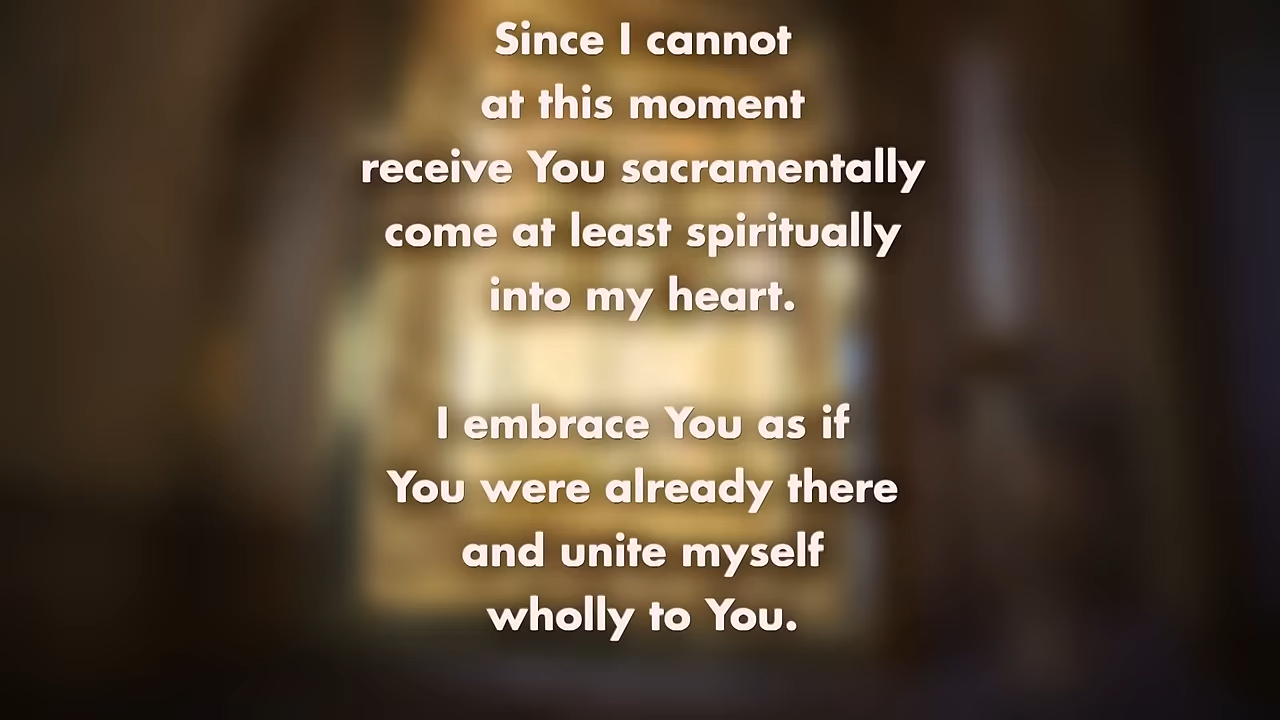 Since I cannot
at this moment
receive You sacramentally
come at least spiritually
into my heart.
I embrace You as if
You were already there
and unite myself
wholly to You.